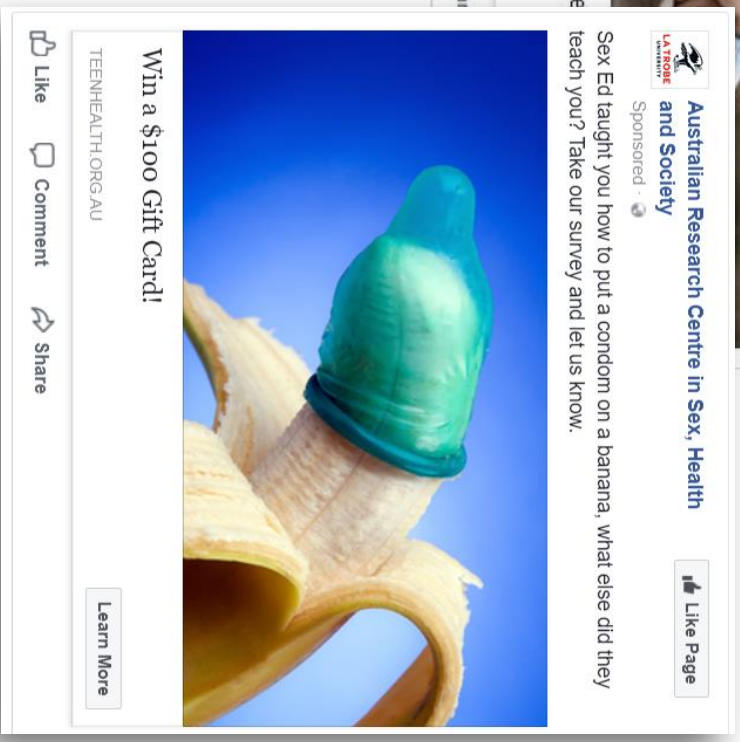 LA TROBE
UNIVERSITY
Australian Research Centre in Sex, Health
and Society
Sponsored ·
Like Page
Sex Ed taught you how to put a condom on a banana, what else did they
teach you? Take our survey and let us know.
Win a $100 Gift Card!
TEENHEALTH.ORG.AU
Learn More
Like
Comment
Share